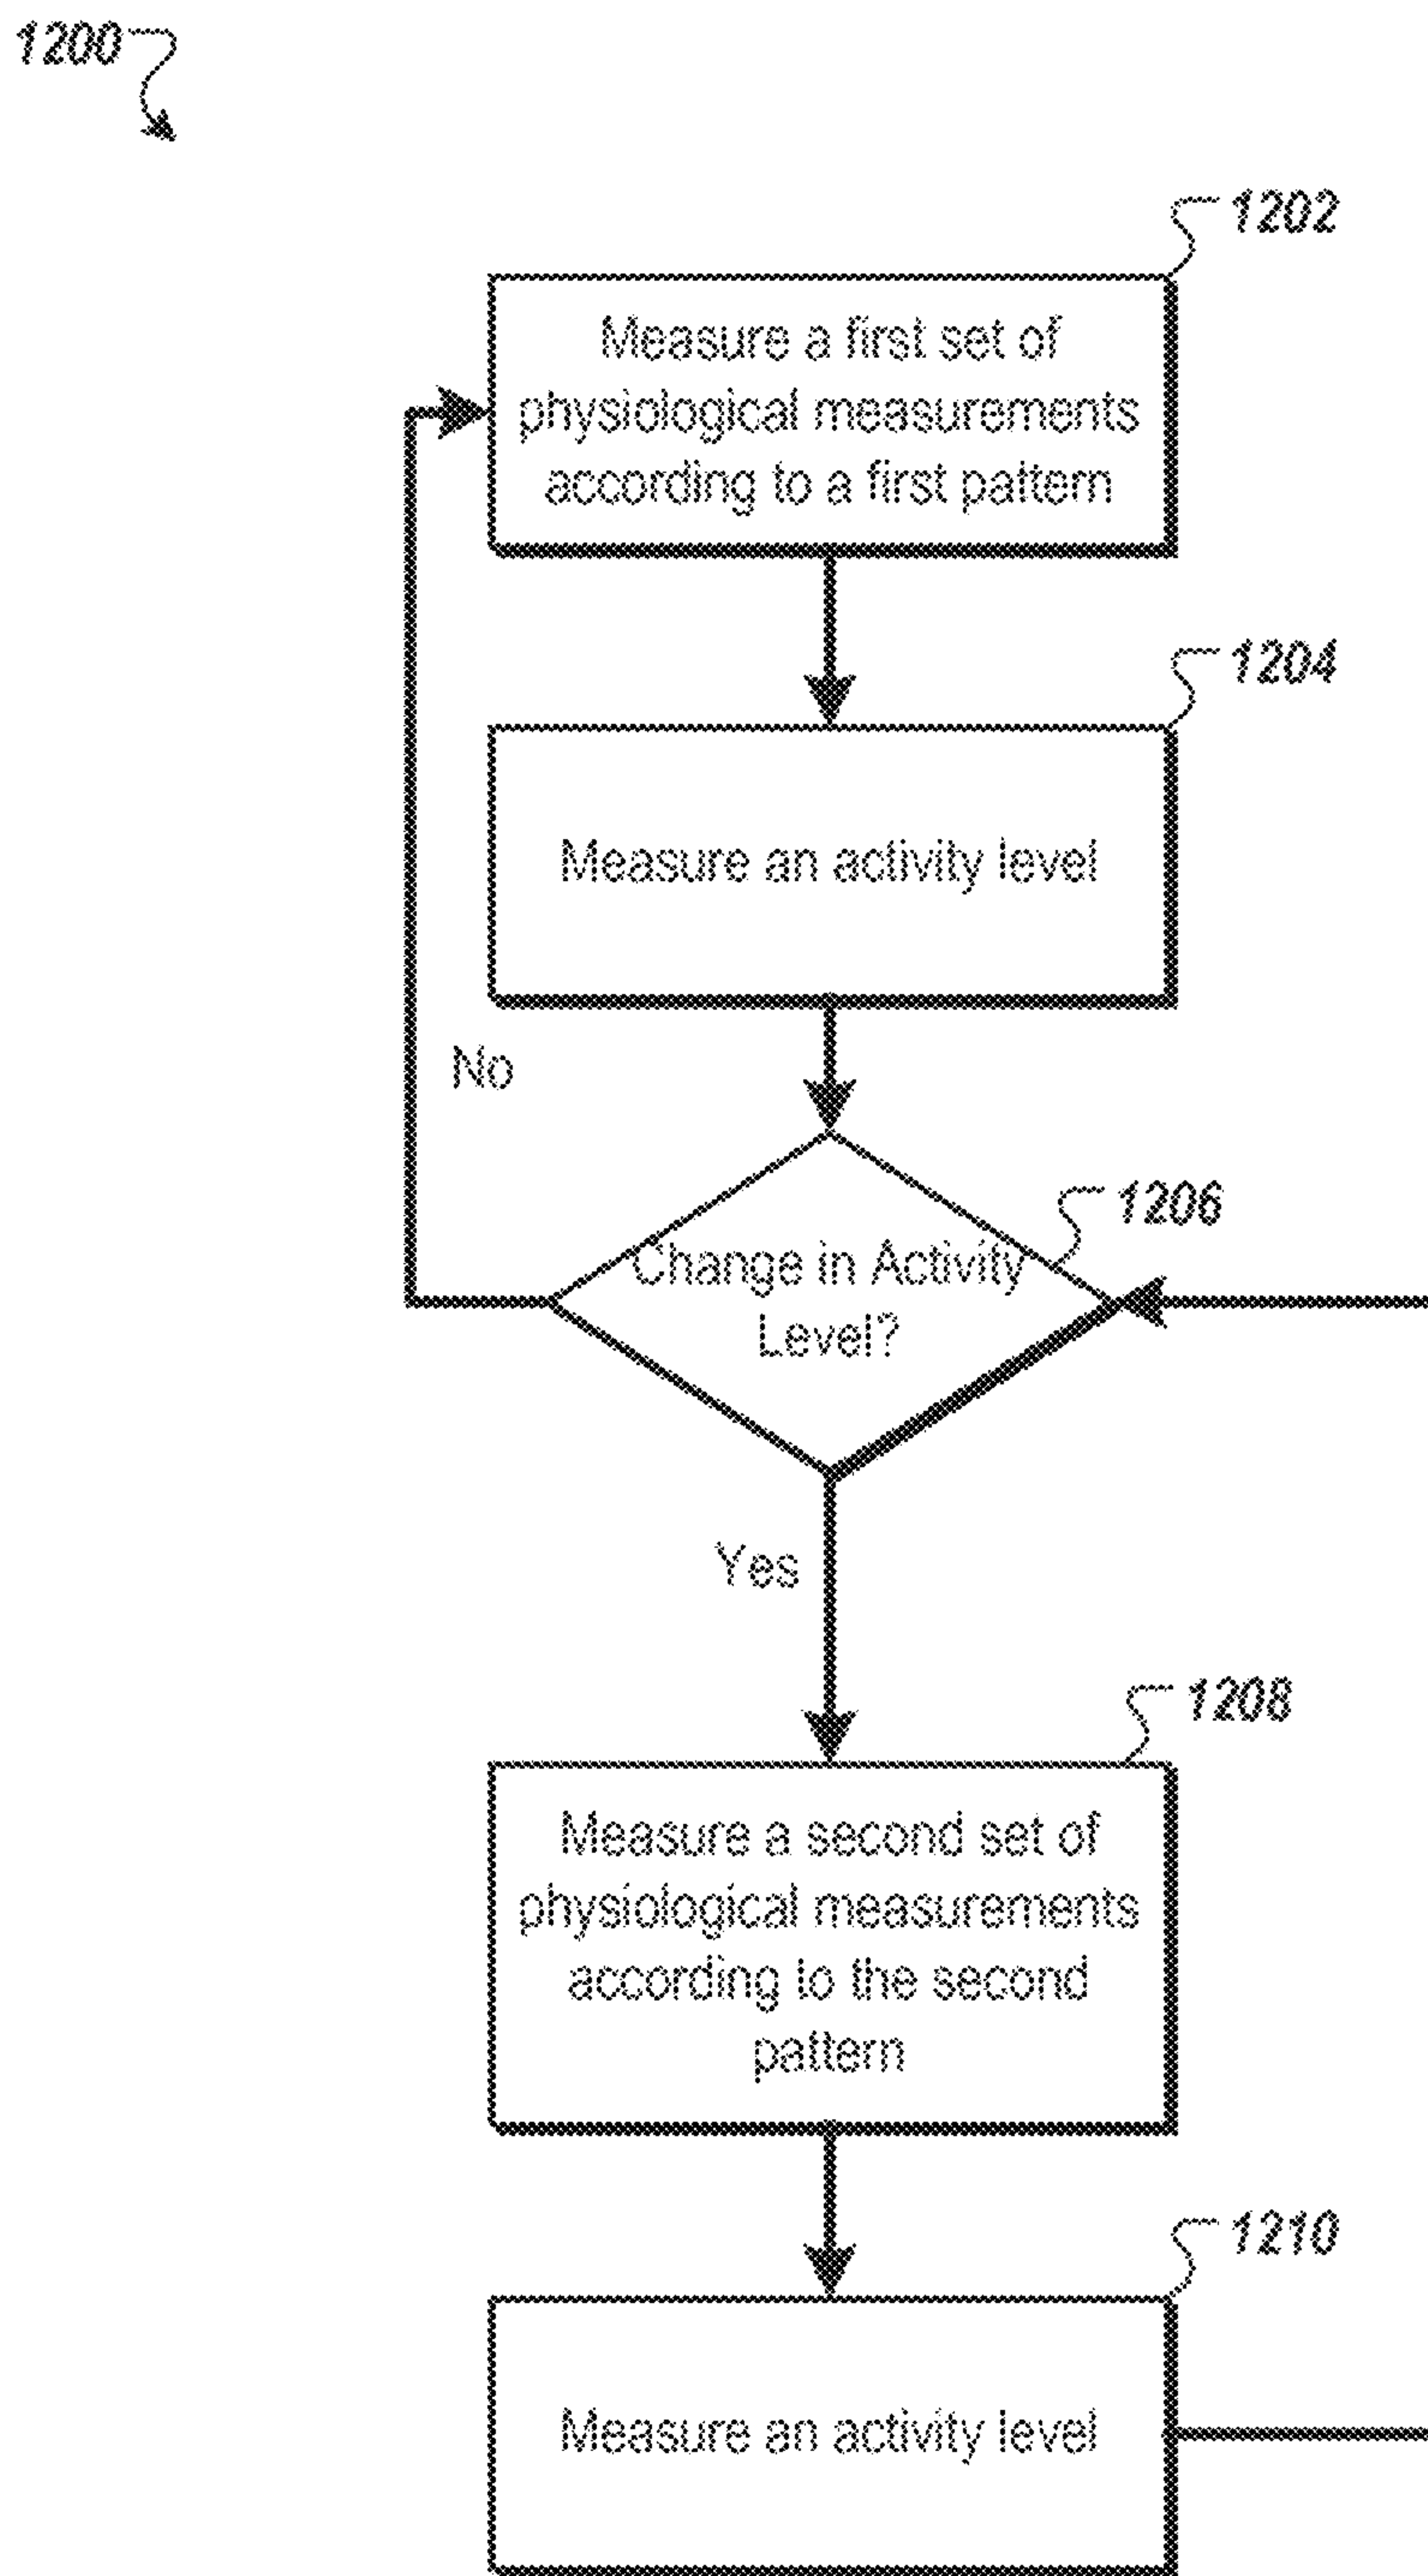 1200
1202
Measure a first set of
physiological measurements
according to a first pattern
1204
Measure an activity level
No
1206
Change in Activity
Level?
Yes
1208
Measure a second set of
physiological measurements
according to the second
pattern
1210
Measure an activity level